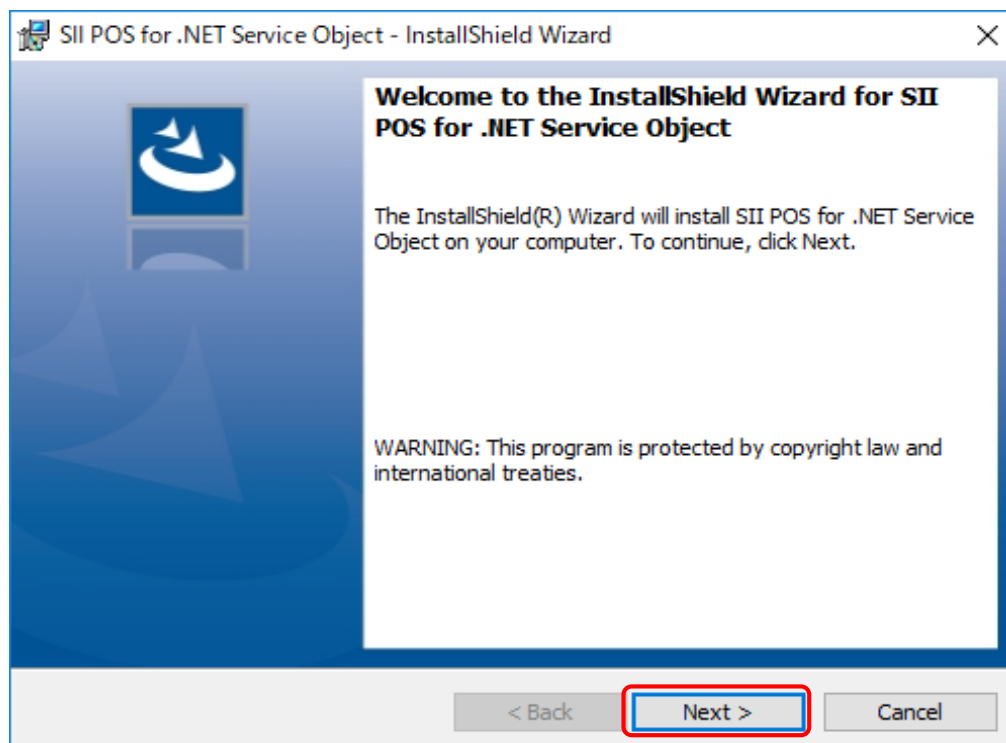 SII POS for .NET Service Object - InstallShield Wizard
Welcome to the InstallShield Wizard for SII
POS for .NET Service Object
The InstallShield(R) Wizard will install SII POS for .NET Service
Object on your computer. To continue, click Next.
WARNING: This program is protected by copyright law and
international treaties.
< Back Next > Cancel